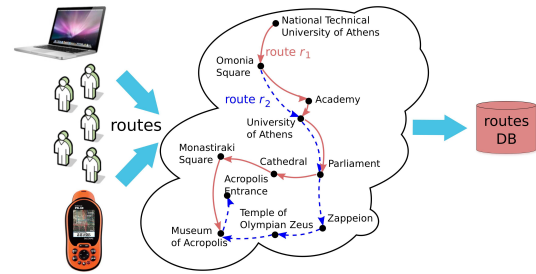 National Technical
University of Athens
route r1
Omonia
Square
route r2
Academy
University
of Athens
routes
routes
DB
Monastiraki
Square
Cathedral
Parliament
Acropolis
Entrance
Temple of
Olympian Zeus
Zappeion
Museum
of Acropolis